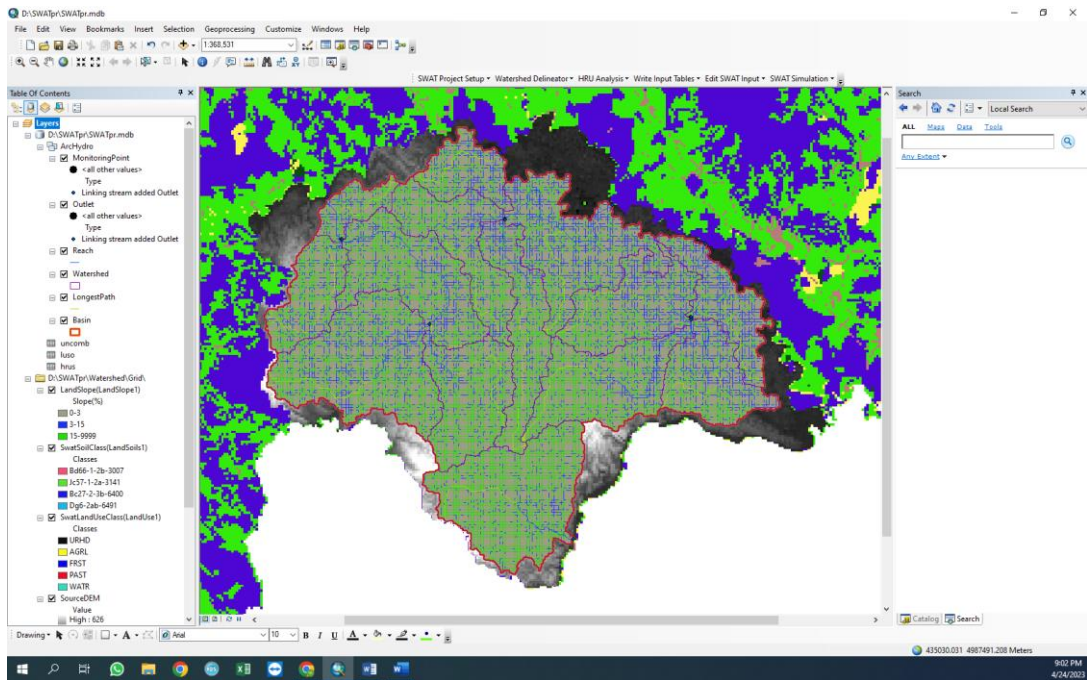 D:\SWATpr.mdb
File Edit View Bookmarks Insert Selection Geoprocessing Customize Windows Help
1:368.531
SWAT Project Setup Watershed Delineator HRU Analysis Write Input Tables Edit SWAT Input SWAT Simulation
Table Of Contents
Layers
D:\SWATpr\SWATpr.mdb
ArcHydro
MonitoringPoint
<all other values>
Type
Linking stream added Outlet
Outlet
<all other values>
Type
Linking stream added Outlet
Reach
Watershed
LongestPath
Basin
uncomb
luso
hrus
D:\SWATpr\Watershed\Grid\
LandSlope(LandSlope1)
Slope(%)
0-3
3-15
15-9999
SwatSoilClass(LandSoils1)
Classes
Bd66-1-2b-3007
Jc57-1-2a-3141
Bc27-2-3b-6400
Dg6-2ab-6491
SwatLandUseClass(LandUse1)
Classes
URHD
AGRL
FRST
PAST
WATR
SourceDEM
Value
High : 626
Search
Local Search
ALL Maps Data Tools
Any Extent
Catalog Search
Drawing A Arial 10 B I U A
435030.031 4987491.208 Meters
9:02 PM
4/24/2023